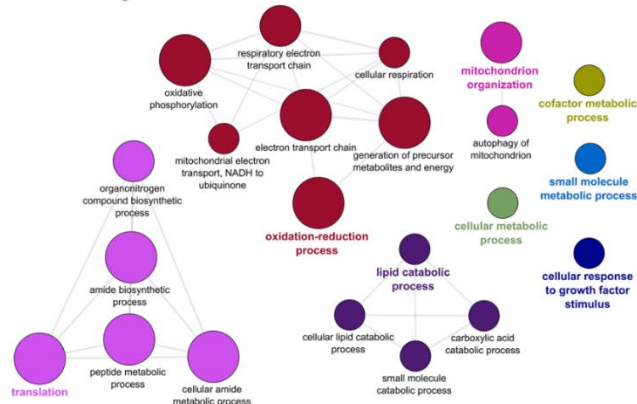 respiratory electron
transport chain
cellular respiration
oxidative
phosphorylation
electron transport chain
mitochondrial electron
transport, NADH to
ubiquinone
generation of precursor
metabolites and energy
oxidation-reduction
process
mitochondrion
organization
autophagy of
mitochondrion
cofactor metabolic
process
small molecule
metabolic process
cellular metabolic
process
cellular response
to growth factor
stimulus
organonitrogen
compound biosynthetic
process
amide biosynthetic
process
peptide metabolic
process
translation
cellular amide
metabolic process
lipid catabolic
process
cellular lipid catabolic
process
carboxylic acid
catabolic process
small molecule
catabolic process